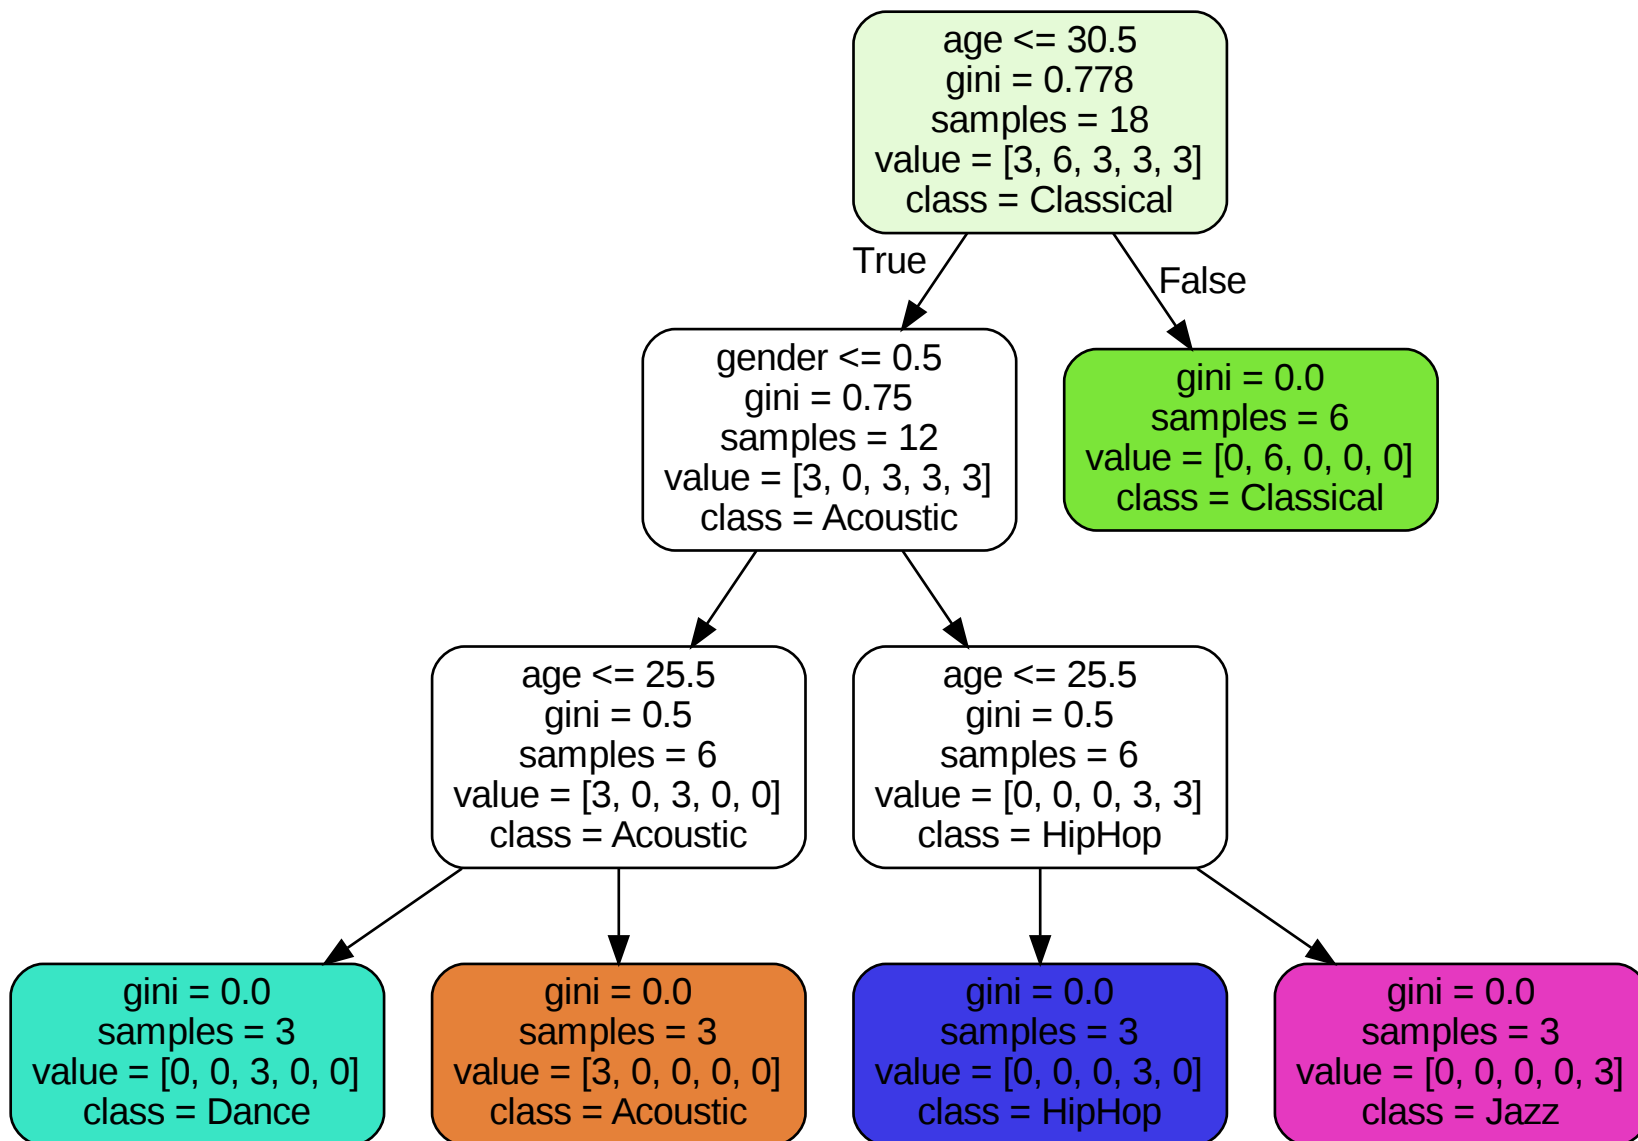 age <= 30.5
gini = 0.778
samples = 18
value = [3, 6, 3, 3, 3]
class = Classical
True
False
gender <= 0.5
gini = 0.75
samples = 12
value = [3, 0, 3, 3, 3]
class = Acoustic
gini = 0.0
samples = 6
value = [0, 6, 0, 0, 0]
class = Classical
age <= 25.5
gini = 0.5
samples = 6
value = [3, 0, 3, 0, 0]
class = Acoustic
age <= 25.5
gini = 0.5
samples = 6
value = [0, 0, 0, 3, 3]
class = HipHop
gini = 0.0
samples = 3
value = [0, 0, 3, 0, 0]
class = Dance
gini = 0.0
samples = 3
value = [3, 0, 0, 0, 0]
class = Acoustic
gini = 0.0
samples = 3
value = [0, 0, 0, 3, 0]
class = HipHop
gini = 0.0
samples = 3
value = [0, 0, 0, 0, 3]
class = Jazz